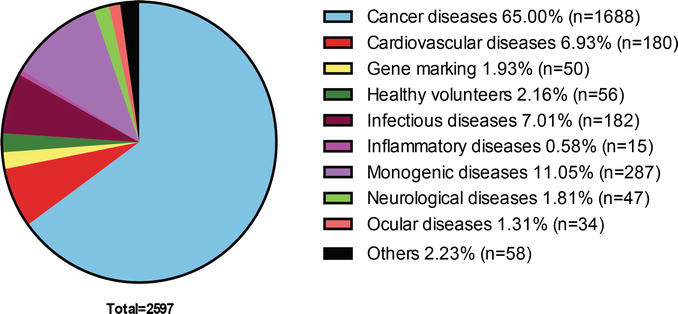 Cancer diseases 65.00% (n=1688)
Cardiovascular diseases 6.93% (n=180)
Gene marking 1.93% (n=50)
Healthy volunteers 2.16% (n=56)
Infectious diseases 7.01% (n=182)
Inflammatory diseases 0.58% (n=15)
Monogenic diseases 11.05% (n=287)
Neurological diseases 1.81% (n=47)
Ocular diseases 1.31% (n=34)
Others 2.23% (n=58)
Total=2597